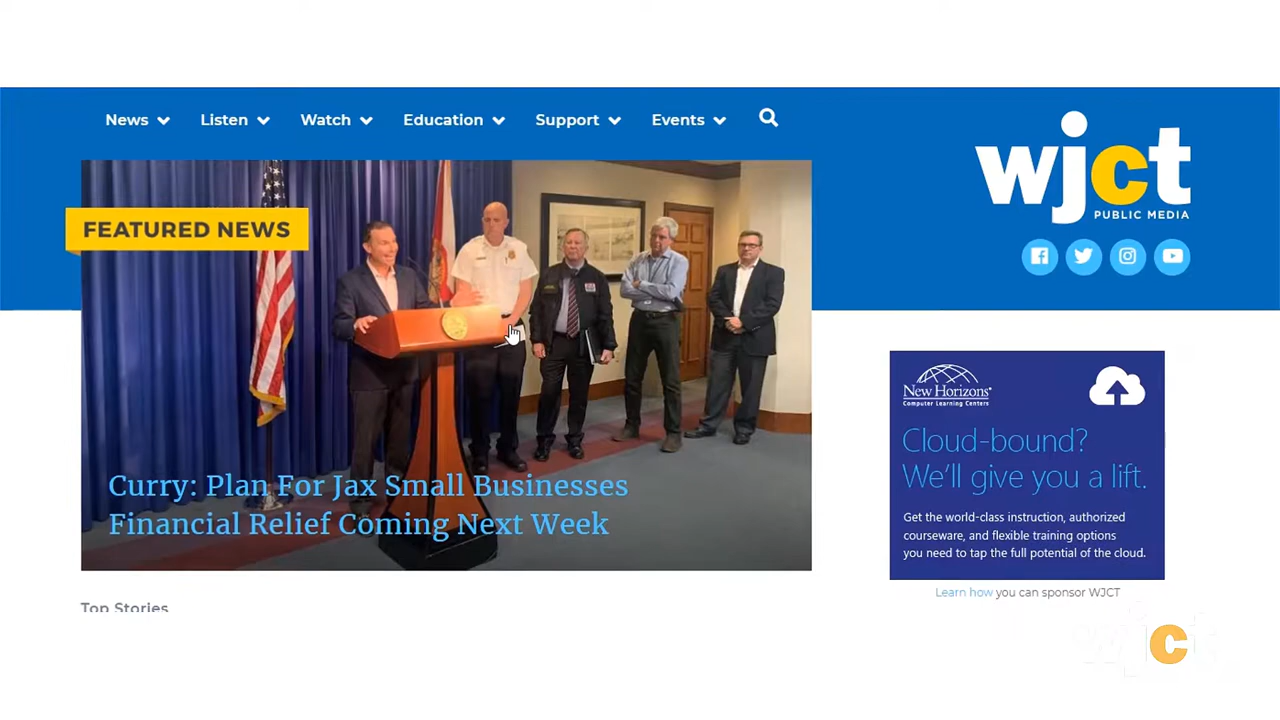 News
Listen
Watch
Education
Support
Events
wjct
PUBLIC MEDIA
FEATURED NEWS
Curry: Plan For Jax Small Businesses
Financial Relief Coming Next Week
New Horizons®
Computer Learning Centers
Cloud-bound?
We'll give you a lift.
Get the world-class instruction, authorized
courseware, and flexible training options
you need to tap the full potential of the cloud.
Learn how you can sponsor WJCT
Top Stories
wjct